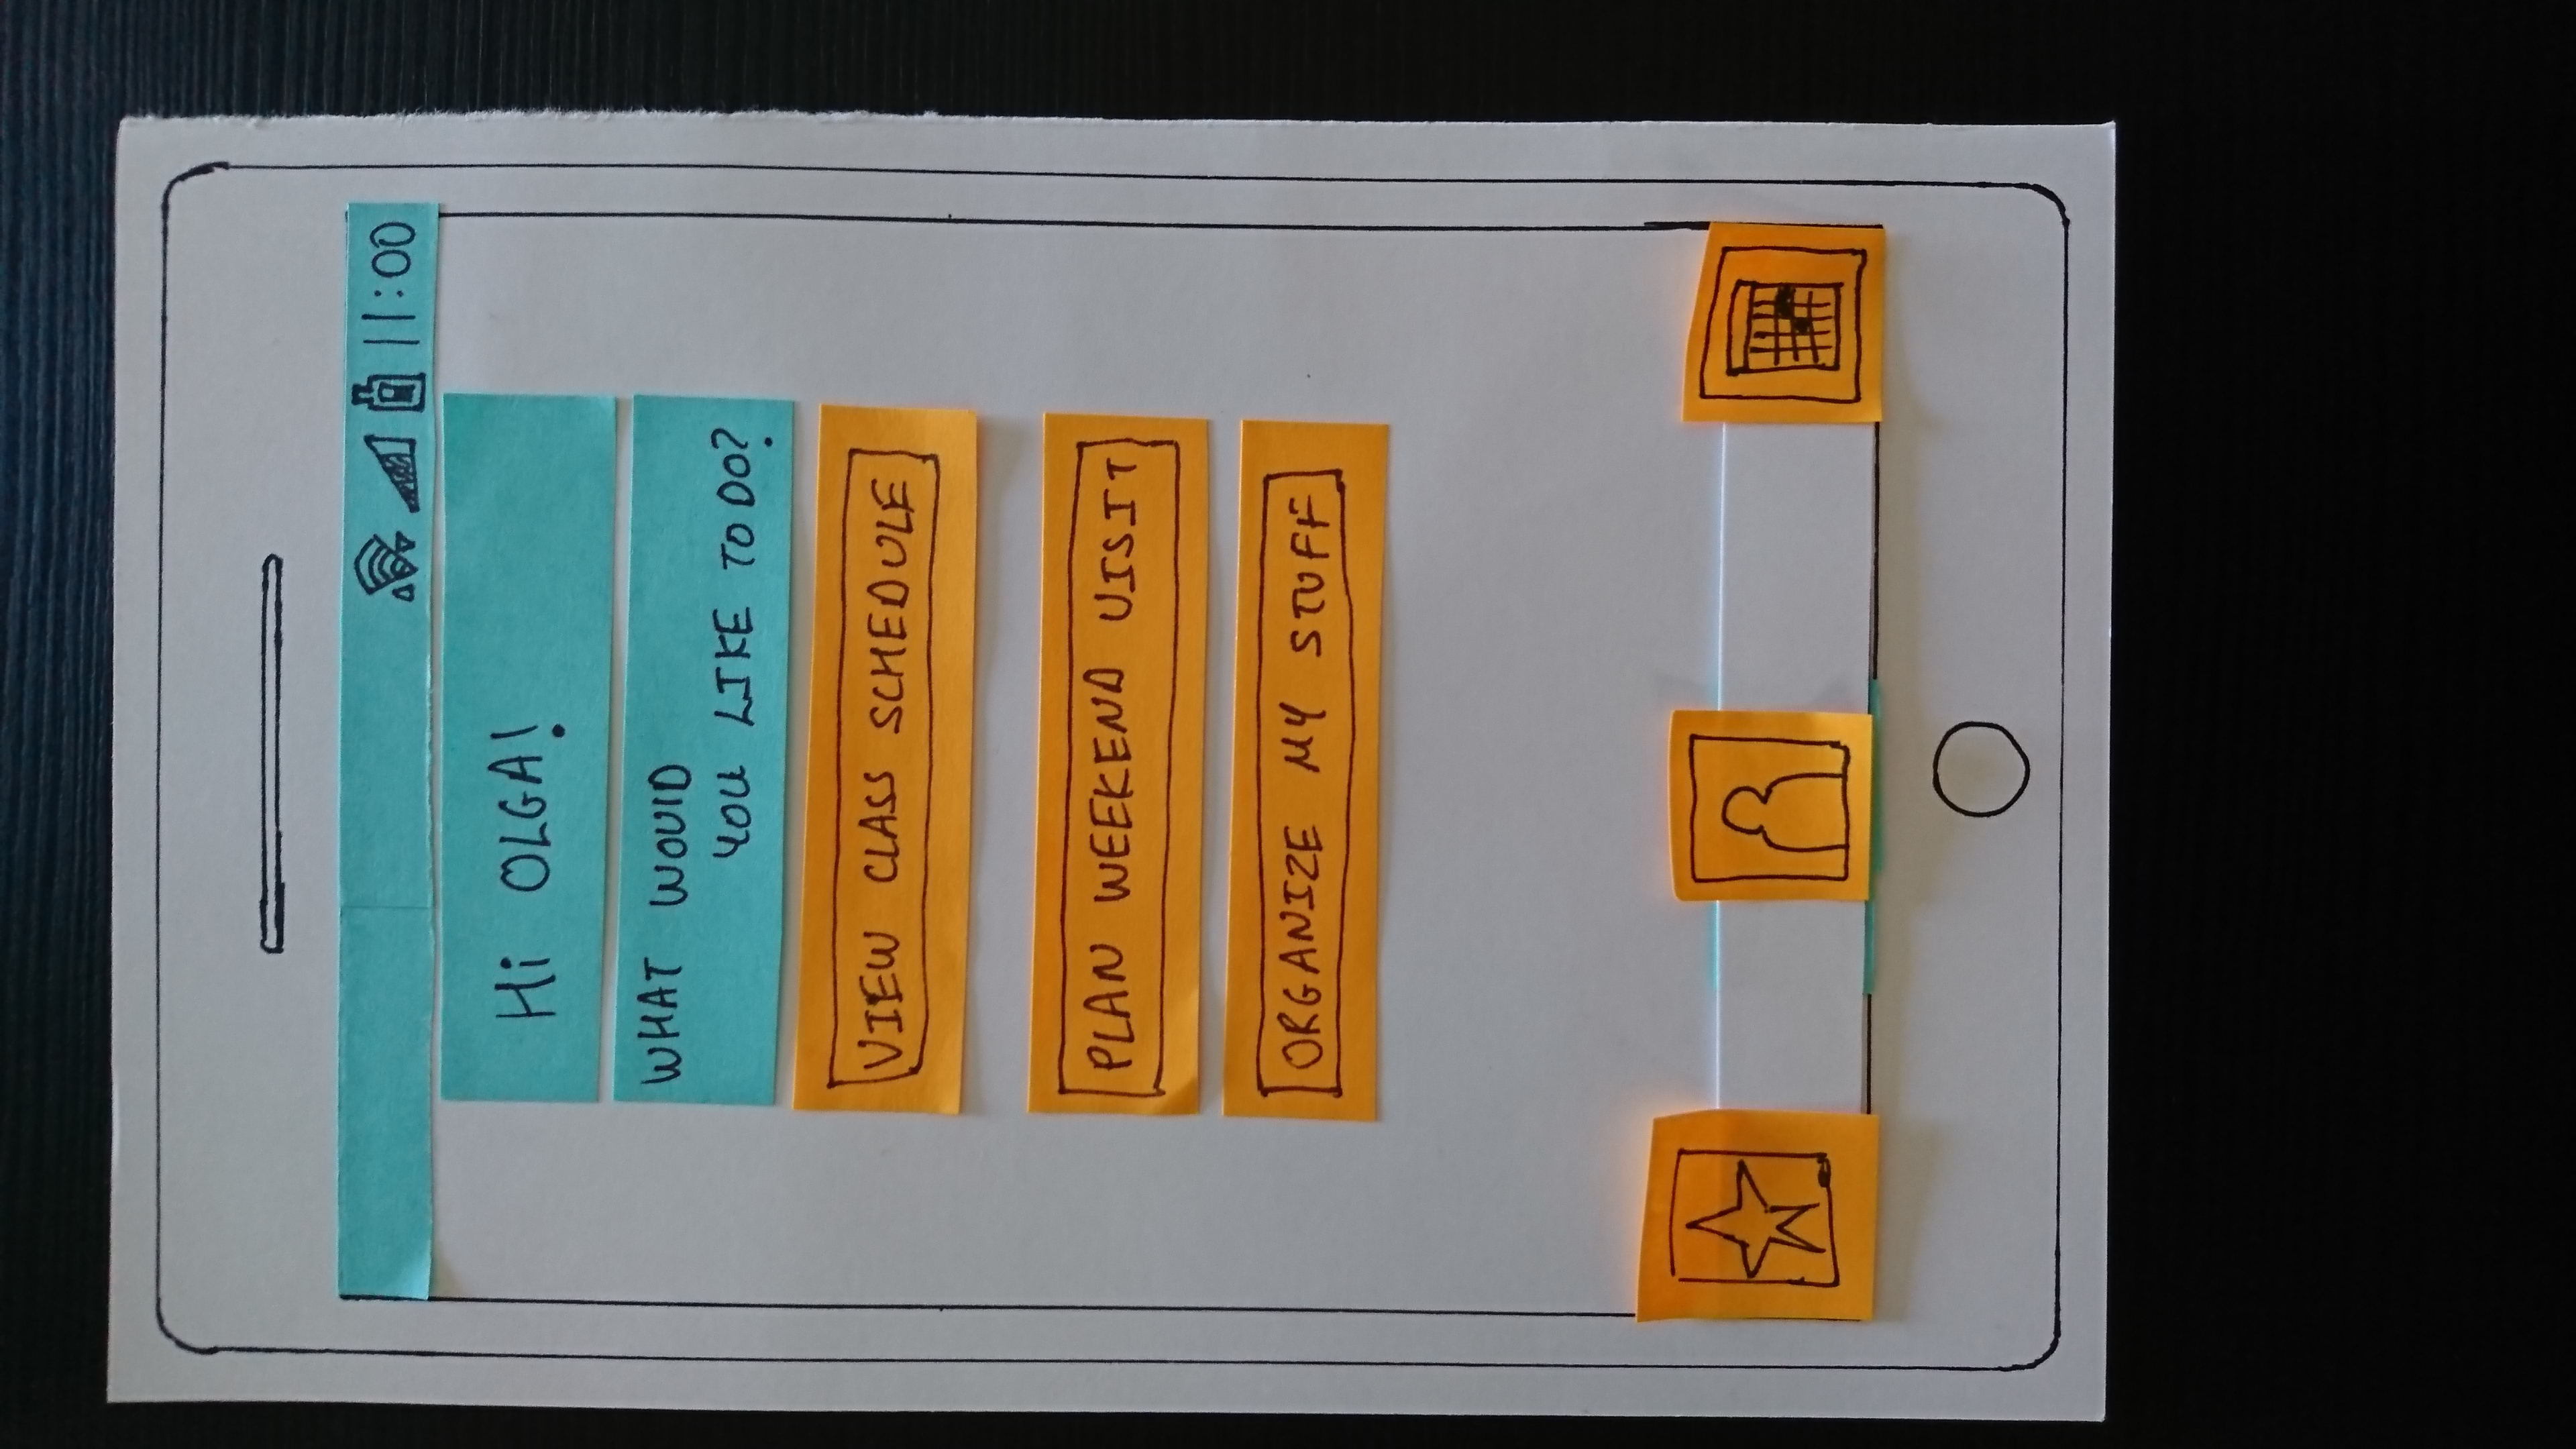 11:00
Hi OLGA!
WHAT WOUlD
YOU LIKE TO DO?
VIEW CLASS SCHEDULE
PLAN WEEKEND VISIT
ORGANIZE MY STUFF